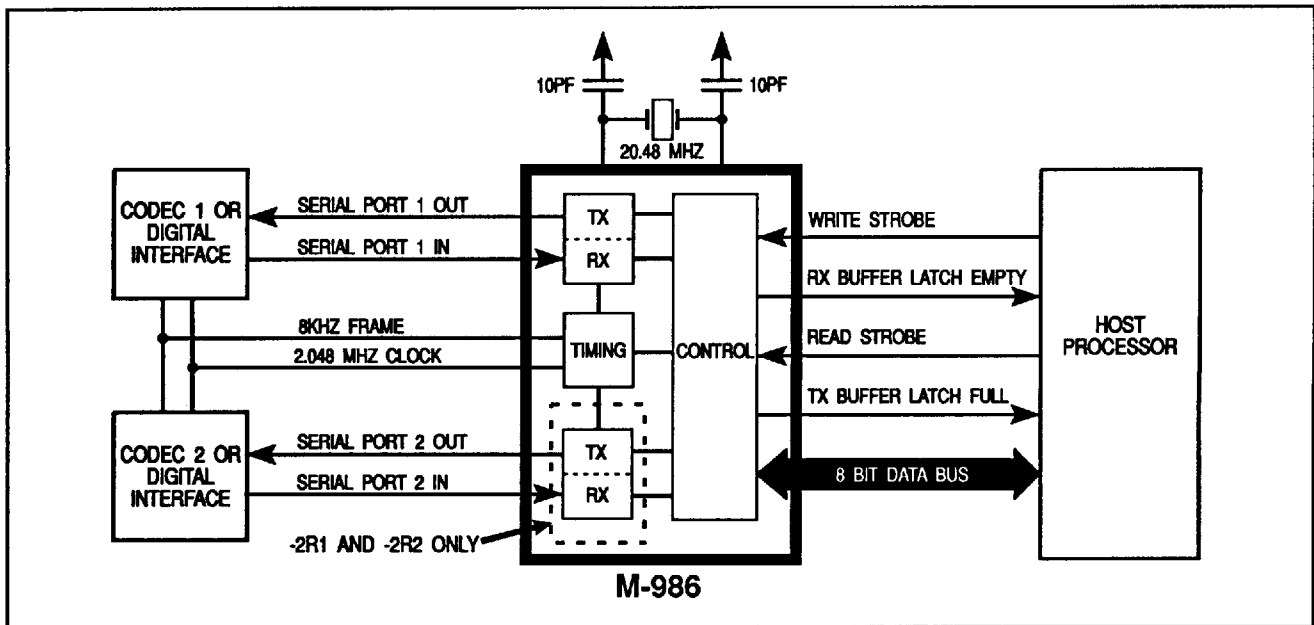 10PF
10PF
20.48 MHZ
CODEC 1 OR
DIGITAL
INTERFACE
SERIAL PORT 1 OUT
SERIAL PORT 1 IN
TX
RX
8KHZ FRAME
2.048 MHZ CLOCK
TIMING
CONTROL
WRITE STROBE
RX BUFFER LATCH EMPTY
READ STROBE
TX BUFFER LATCH FULL
8 BIT DATA BUS
HOST
PROCESSOR
CODEC 2 OR
DIGITAL
INTERFACE
SERIAL PORT 2 OUT
SERIAL PORT 2 IN
TX
RX
-2R1 AND -2R2 ONLY
M-986